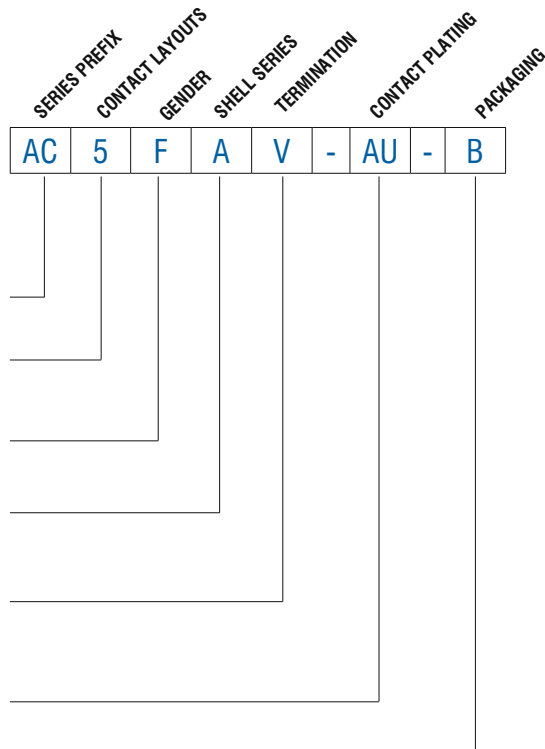 SERIES PREFIX
CONTACT LAYOUTS
GENDER
SHELL SERIES
TERMINATION
CONTACT PLATING
PACKAGING
AC 5 F A V - AU - B